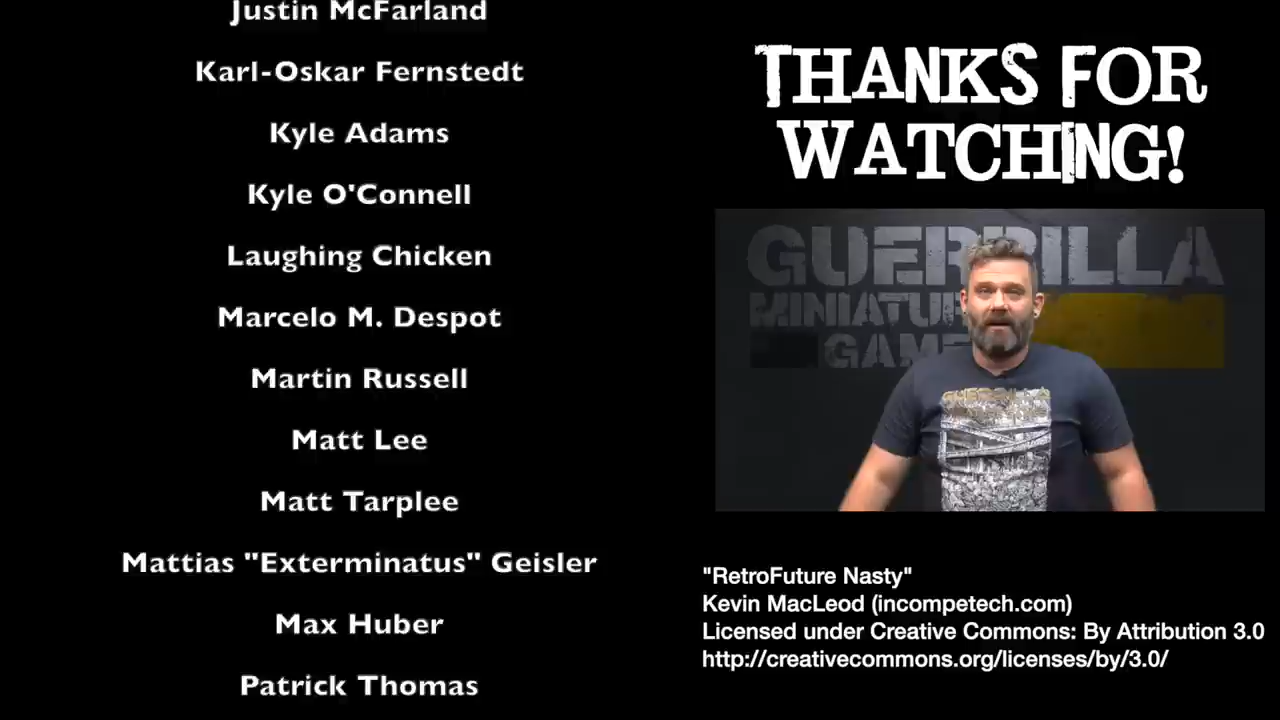 Justin McFarland
Karl-Oskar Fernstedt
Kyle Adams
Kyle O'Connell
Laughing Chicken
Marcelo M. Despot
Martin Russell
Matt Lee
Matt Tarplee
Mattias "Exterminatus" Geisler
Max Huber
Patrick Thomas
THANKS FOR
WATCHING!
GUERRILLA
GUERRILLA
"RetroFuture Nasty"
Kevin MacLeod (incompetech.com)
Licensed under Creative Commons: By Attribution 3.0
http://creativecommons.org/licenses/by/3.0/